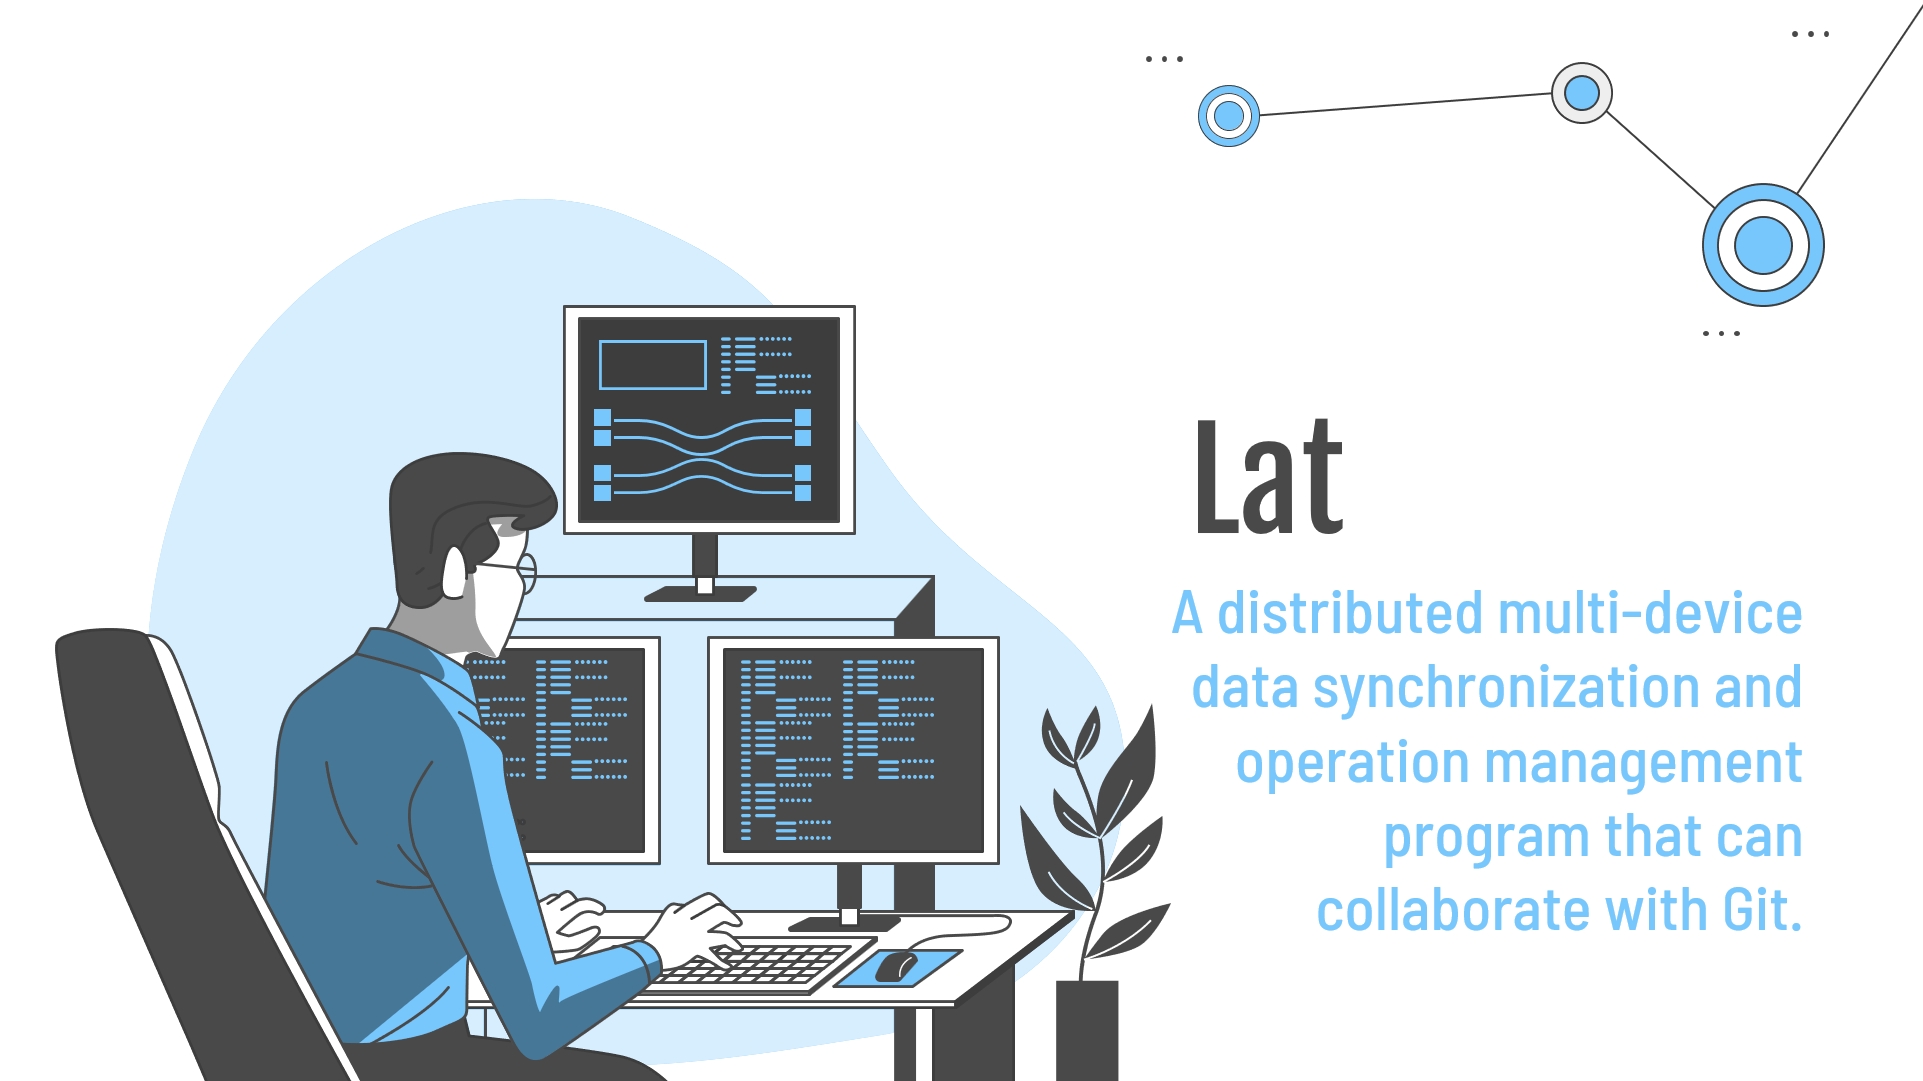 Lat
A distributed multi-device
data synchronization and
operation management
program that can
collaborate with Git.